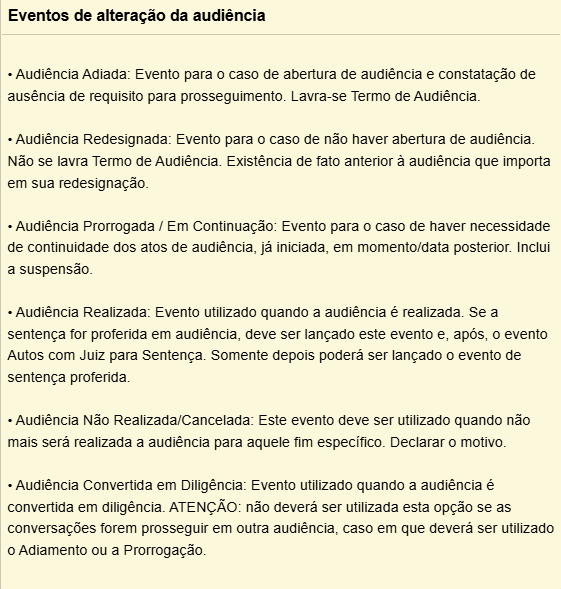 Eventos de alteração da audiência
• Audiência Adiada: Evento para o caso de abertura de audiência e constatação de
ausência de requisito para prosseguimento. Lavra-se Termo de Audiência.
• Audiência Redesignada: Evento para o caso de não haver abertura de audiência.
Não se lavra Termo de Audiência. Existência de fato anterior à audiência que importa
em sua redesignação.
• Audiência Prorrogada / Em Continuação: Evento para o caso de haver necessidade
de continuidade dos atos de audiência, já iniciada, em momento/data posterior. Inclui
a suspensão.
• Audiência Realizada: Evento utilizado quando a audiência é realizada. Se a
sentença for proferida em audiência, deve ser lançado este evento e, após, o evento
Autos com Juiz para Sentença. Somente depois poderá ser lançado o evento de
sentença proferida.
• Audiência Não Realizada/Cancelada: Este evento deve ser utilizado quando não
mais será realizada a audiência para aquele fim específico. Declarar o motivo.
• Audiência Convertida em Diligência: Evento utilizado quando a audiência é
convertida em diligência. ATENÇÃO: não deverá ser utilizada esta opção se as
conversações forem prosseguir em outra audiência, caso em que deverá ser utilizado
o Adiamento ou a Prorrogação.